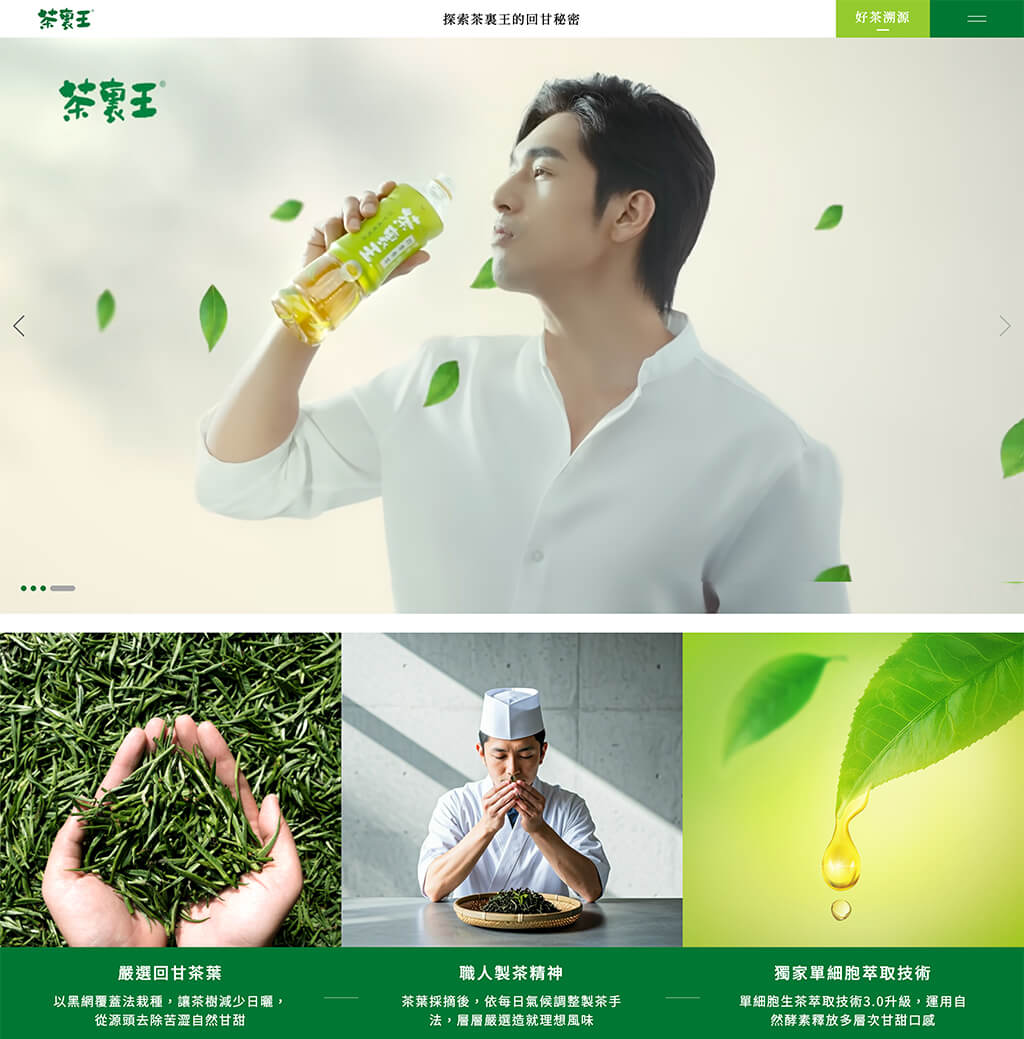 茶裏王
探索茶裏王的回甘秘密
好茶溯源
茶裏王®
茶裏王
嚴選回甘茶葉
以黑網覆蓋法栽種，讓茶樹減少日曬，
從源頭去除苦澀自然甘甜
職人製茶精神
茶葉採摘後，依每日氣候調整製茶手
法，層層嚴選造就理想風味
獨家單細胞萃取技術
單細胞生茶萃取技術3.0升級，運用自
然酵素釋放多層次甘甜口感